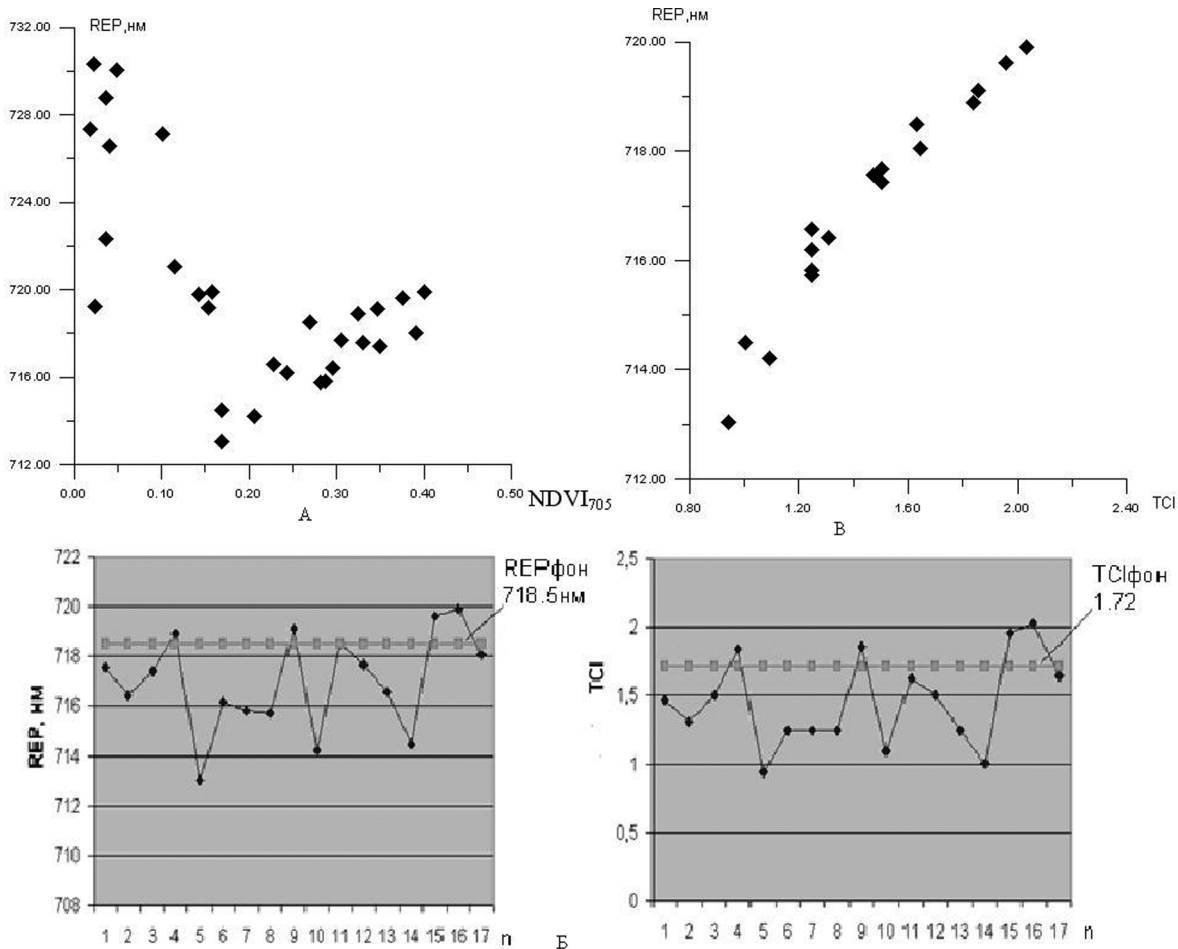 REP,нм
732.00
728.00
724.00
720.00
716.00
712.00
0.00 0.10 0.20 0.30 0.40 0.50
NDVI705
А
REP,нм
720.00
718.00
716.00
714.00
712.00
0.80 1.20 1.60 2.00 2.40
TCI
В
722
720
718
716
714
712
710
708
REP, нм
1 2 3 4 5 6 7 8 9 10 11 12 13 14 15 16 17 n
REPфон
718.5нм
Б
2,5
2
1,5
1
0,5
0
TCI
1 2 3 4 5 6 7 8 9 10 11 12 13 14 15 16 17 n
TCIфон
1.72